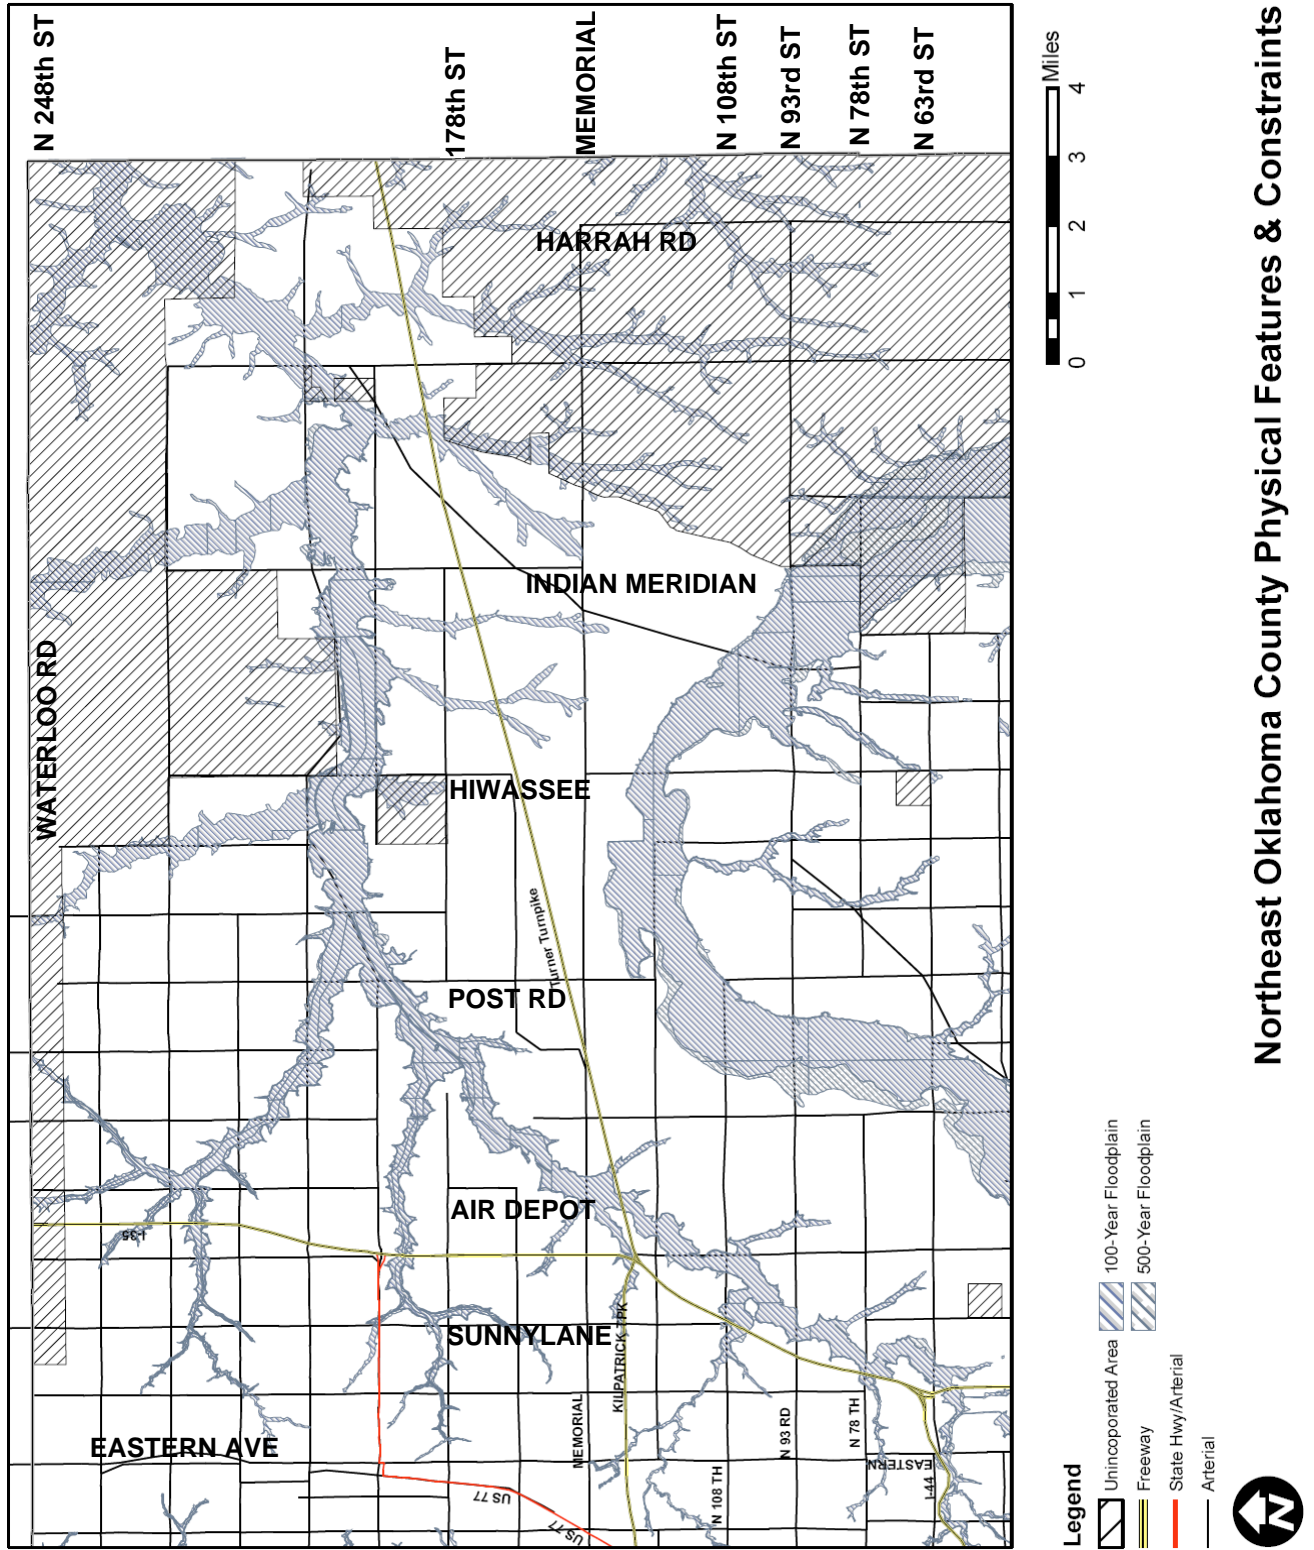 N 248th ST
178th ST
MEMORIAL
N 108th ST
N 93rd ST
N 78th ST
N 63rd ST
HARRAH RD
INDIAN MERIDIAN
WATERLOO RD
HIWASSEE
Turner Turnpike
POST RD
AIR DEPOT
I-35
SUNNYLANE
KILPATRICK TPK
MEMORIAL
EASTERN AVE
N 93 RD
N 78 TH
N 108 TH
EASTERN
I-44
US 77
US 77
Miles
0 1 2 3 4
Legend
Unincoporated Area
Freeway
State Hwy/Arterial
Arterial
100-Year Floodplain
500-Year Floodplain
N
Northeast Oklahoma County Physical Features & Constraints